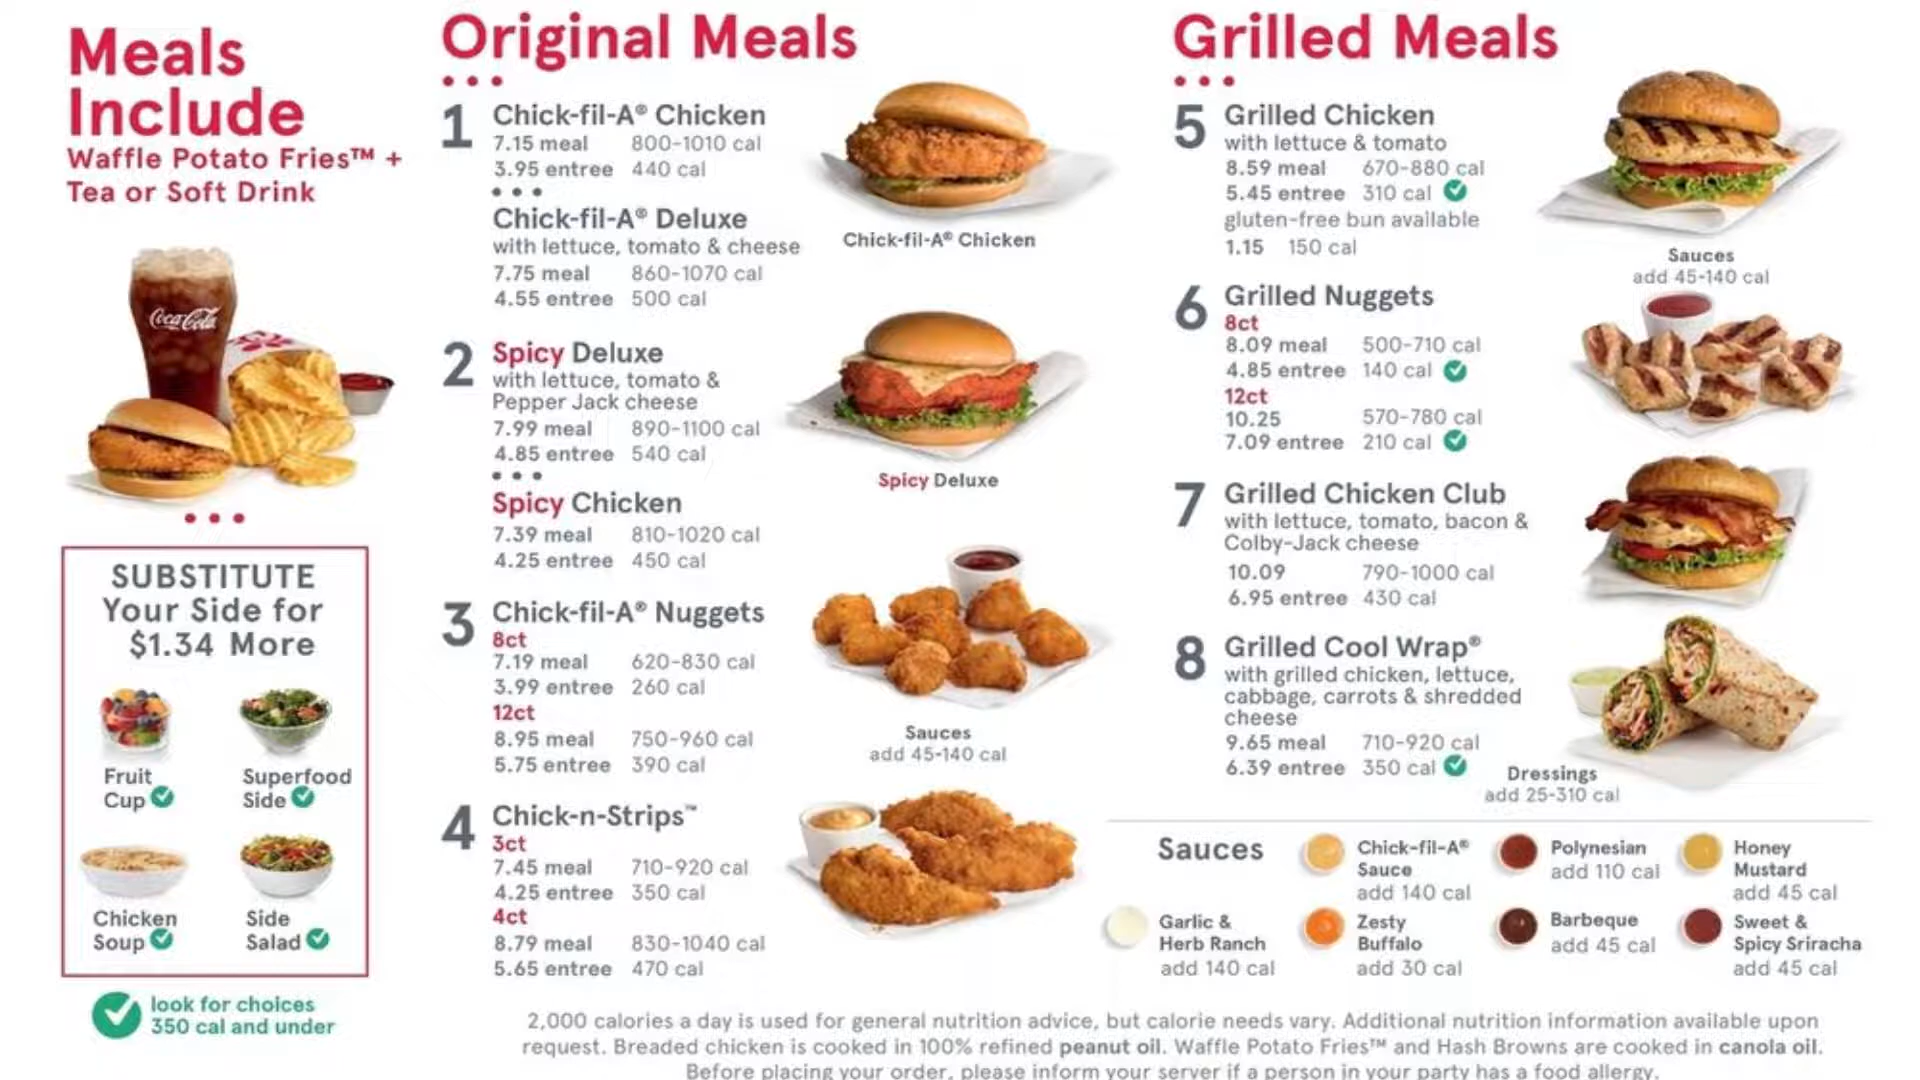 Meals
Include
Waffle Potato Fries™ +
Tea or Soft Drink
Coca-Cola
SUBSTITUTE
Your Side for
$1.34 More
Fruit
Cup
Superfood
Side
Chicken
Soup
Side
Salad
look for choices
350 cal and under
Original Meals
1
Chick-fil-A® Chicken
7.15 meal 800-1010 cal
3.95 entree 440 cal
Chick-fil-A® Deluxe
with lettuce, tomato & cheese
7.75 meal 860-1070 cal
4.55 entree 500 cal
Chick-fil-A® Chicken
2
Spicy Deluxe
with lettuce, tomato &
Pepper Jack cheese
7.99 meal 890-1100 cal
4.85 entree 540 cal
Spicy Chicken
7.39 meal 810-1020 cal
4.25 entree 450 cal
Spicy Deluxe
3
Chick-fil-A® Nuggets
8ct
7.19 meal 620-830 cal
3.99 entree 260 cal
12ct
8.95 meal 750-960 cal
5.75 entree 390 cal
Sauces
add 45-140 cal
4
Chick-n-Strips™
3ct
7.45 meal 710-920 cal
4.25 entree 350 cal
4ct
8.79 meal 830-1040 cal
5.65 entree 470 cal
Grilled Meals
5
Grilled Chicken
with lettuce & tomato
8.59 meal 670-880 cal
5.45 entree 310 cal
gluten-free bun available
1.15 150 cal
Sauces
add 45-140 cal
6
Grilled Nuggets
8ct
8.09 meal 500-710 cal
4.85 entree 140 cal
12ct
10.25 570-780 cal
7.09 entree 210 cal
7
Grilled Chicken Club
with lettuce, tomato, bacon &
Colby-Jack cheese
10.09 790-1000 cal
6.95 entree 430 cal
8
Grilled Cool Wrap®
with grilled chicken, lettuce,
cabbage, carrots & shredded
cheese
9.65 meal 710-920 cal
6.39 entree 350 cal
Dressings
add 25-310 cal
Sauces
Chick-fil-A®
Sauce
add 140 cal
Polynesian
add 110 cal
Honey
Mustard
add 45 cal
Garlic &
Herb Ranch
add 140 cal
Zesty
Buffalo
add 30 cal
Barbeque
add 45 cal
Sweet &
Spicy Sriracha
add 45 cal
2,000 calories a day is used for general nutrition advice, but calorie needs vary. Additional nutrition information available upon
request. Breaded chicken is cooked in 100% refined peanut oil. Waffle Potato Fries™ and Hash Browns are cooked in canola oil.
Before placing your order, please inform your server if a person in your party has a food allergy.